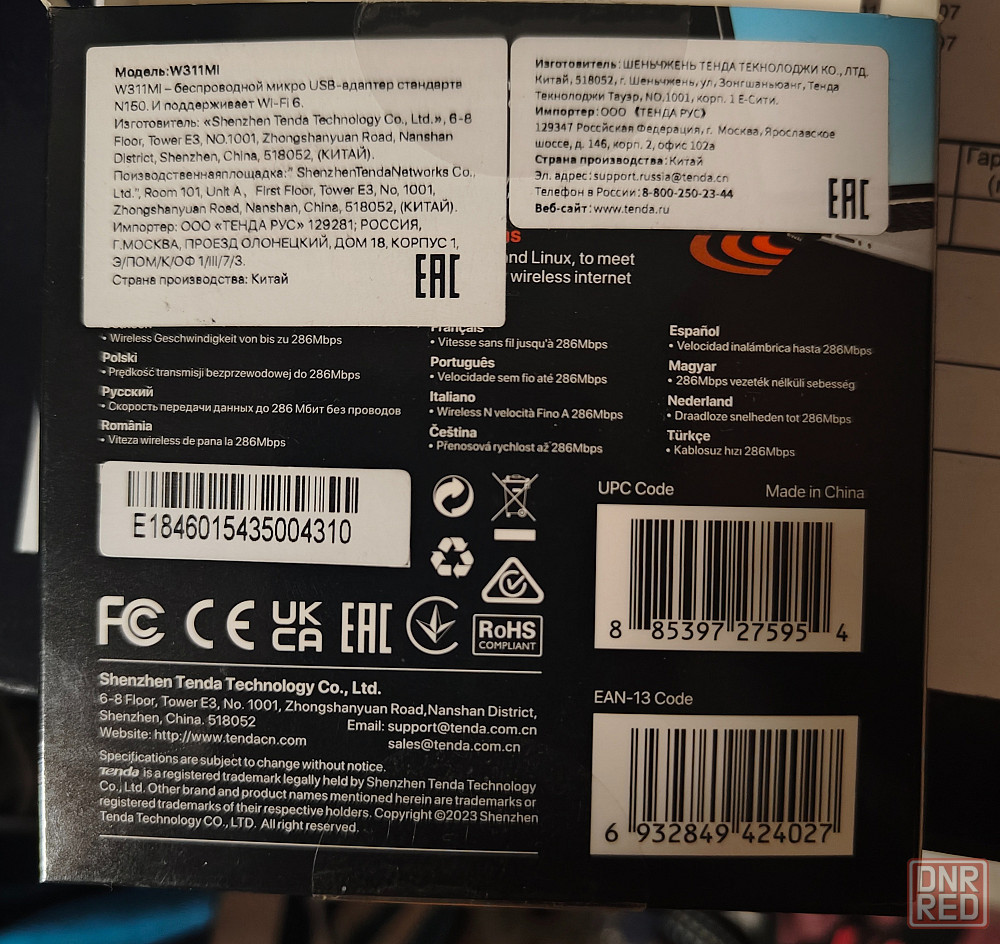 Модель:W311MI
W311MI – беспроводной микро USB-адаптер стандарта
N150. И поддерживает Wi-Fi 6.
Изготовитель: «Shenzhen Tenda Technology Co., Ltd.», 6-8
Floor, Tower E3, NO.1001, Zhongshanyuan Road, Nanshan
District, Shenzhen, China, 518052, (КИТАЙ).
Поизводственнаяплощадка:" ShenzhenTendaNetworks Co.,
Ltd.", Room 101, Unit A, First Floor, Tower E3, No, 1001,
Zhongshanyuan Road, Nanshan, China, 518052, (КИТАЙ).
Импортер: ООО «ТЕНДА РУС» 129281; РОССИЯ,
Г.МОСКВА, ПРОЕЗД ОЛОНЕЦКИЙ, ДОМ 18, КОРПУС 1,
Э/ПОМ/К/ОФ 1/III/7/3.
Страна производства: Китай
EAC
Изготовитель: ШЕНЬЧЖЕНЬ ТЕНДА ТЕКНОЛОДЖИ КО., ЛТД.
Китай, 518052, г. Шеньчжень, ул, Зонгшаньюанг, Тенда
Текнолоджи Тауэр, NO.1001, корп. 1 Е-Сити.
Импортер: ООО 《ТЕНДА РУС》
129347 Российская Федерация, г. Москва, Ярославское
шоссе, д. 146, корп. 2, офис 102а
Страна производства: Китай
Эл. адрес: support.russia@tenda.cn
Телефон в России: 8-800-250-23-44
Веб-сайт: www.tenda.ru
EAC
gs
and Linux, to meet
wireless internet
Deutsch
• Wireless Geschwindigkeit von bis zu 286Mbps
Polski
• Prędkość transmisji bezprzewodowej do 286Mbps
Русский
• Скорость передачи данных до 286 Мбит без проводов
România
• Viteza wireless de pana la 286Mbps
Français
• Vitesse sans fil jusqu'à 286Mbps
Português
• Velocidade sem fio até 286Mbps
Italiano
• Wireless N velocità Fino A 286Mbps
Čeština
• Přenosová rychlost až 286Mbps
Español
• Velocidad inalámbrica hasta 286Mbps
Magyar
• 286Mbps vezeték nélküli sebesség
Nederland
• Draadloze snelheden tot 286Mbps
Türkçe
• Kablosuz hızı 286Mbps
E1846015435004310
UPC Code
Made in China
8 85397 27595 4
FC CE UK CA EAC
RoHS
COMPLIANT
Shenzhen Tenda Technology Co., Ltd.
6-8 Floor, Tower E3, No. 1001, Zhongshanyuan Road,Nanshan District,
Shenzhen, China. 518052
Email: support@tenda.com.cn
Website: http://www.tendacn.com
sales@tenda.com.cn
Specifications are subject to change without notice.
Tenda is a registered trademark legally held by Shenzhen Tenda Technology
Co., Ltd. Other brand and product names mentioned herein are trademarks or
registered trademarks of their respective holders. Copyright ©2023 Shenzhen
Tenda Technology CO., LTD. All right reserved.
EAN-13 Code
6 932849 424027
DNR
RED